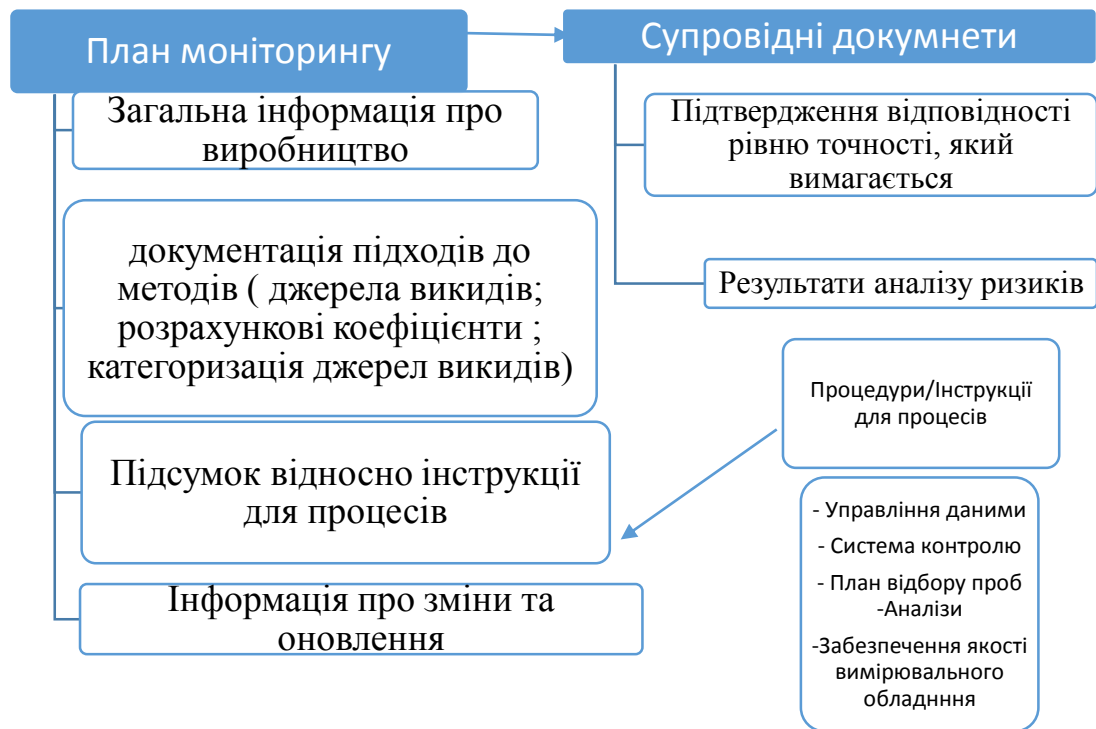 План моніторингу
Загальна інформація про
виробництво
документація підходів до
методів ( джерела викидів;
розрахункові коефіцієнти ;
категоризація джерел викидів)
Підсумок відносно інструкції
для процесів
Інформація про зміни та
оновлення
Супровідні докумнети
Підтвердження відповідності
рівню точності, який
вимагається
Результати аналізу ризиків
Процедури/Інструкції
для процесів
- Управління даними
- Система контролю
- План відбору проб
-Аналізи
-Забезпечення якості
вимірювального
обладнння